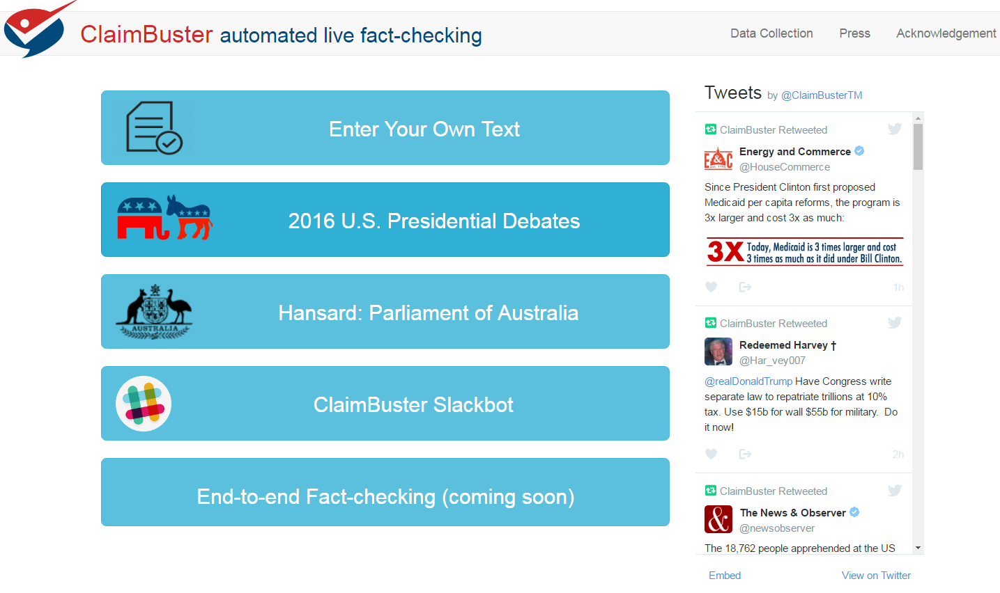 ClaimBuster automated live fact-checking
Data Collection
Press
Acknowledgement
Enter Your Own Text
2016 U.S. Presidential Debates
AUSTRALIA
Hansard: Parliament of Australia
ClaimBuster Slackbot
End-to-end Fact-checking (coming soon)
Tweets by @ClaimBusterTM
ClaimBuster Retweeted
E&C
Energy and Commerce
@HouseCommerce
Since President Clinton first proposed
Medicaid per capita reforms, the program is
3x larger and cost 3x as much:
3X Today, Medicaid is 3 times larger and cost
3 times as much as it did under Bill Clinton.
1h
ClaimBuster Retweeted
Redeemed Harvey †
@Har_vey007
@realDonaldTrump Have Congress write
separate law to repatriate trillions at 10%
tax. Use $15b for wall $55b for military. Do
it now!
2h
ClaimBuster Retweeted
&
The News & Observer
@newsobserver
The 18,762 people apprehended at the US
Embed
View on Twitter